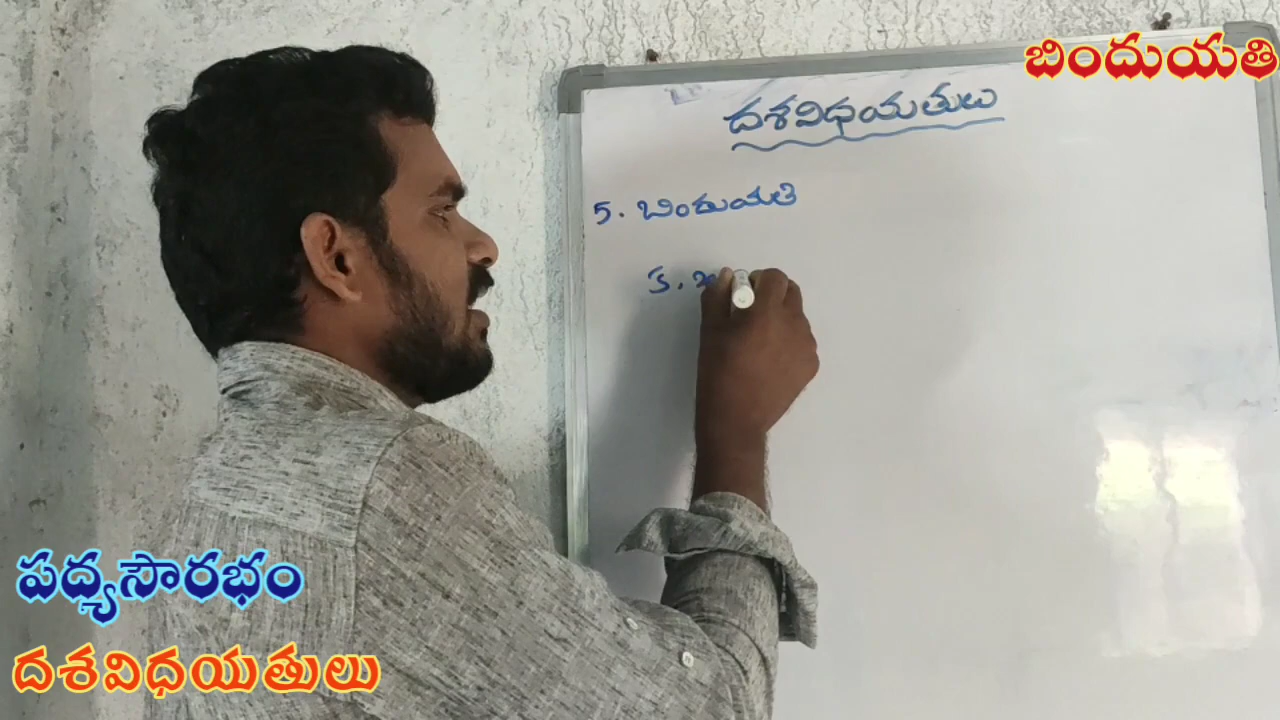 బిందుయతి
దశవిధయతులు
5. బిందుయతి
క.
పద్యసౌరభం
దశవిధయతులు